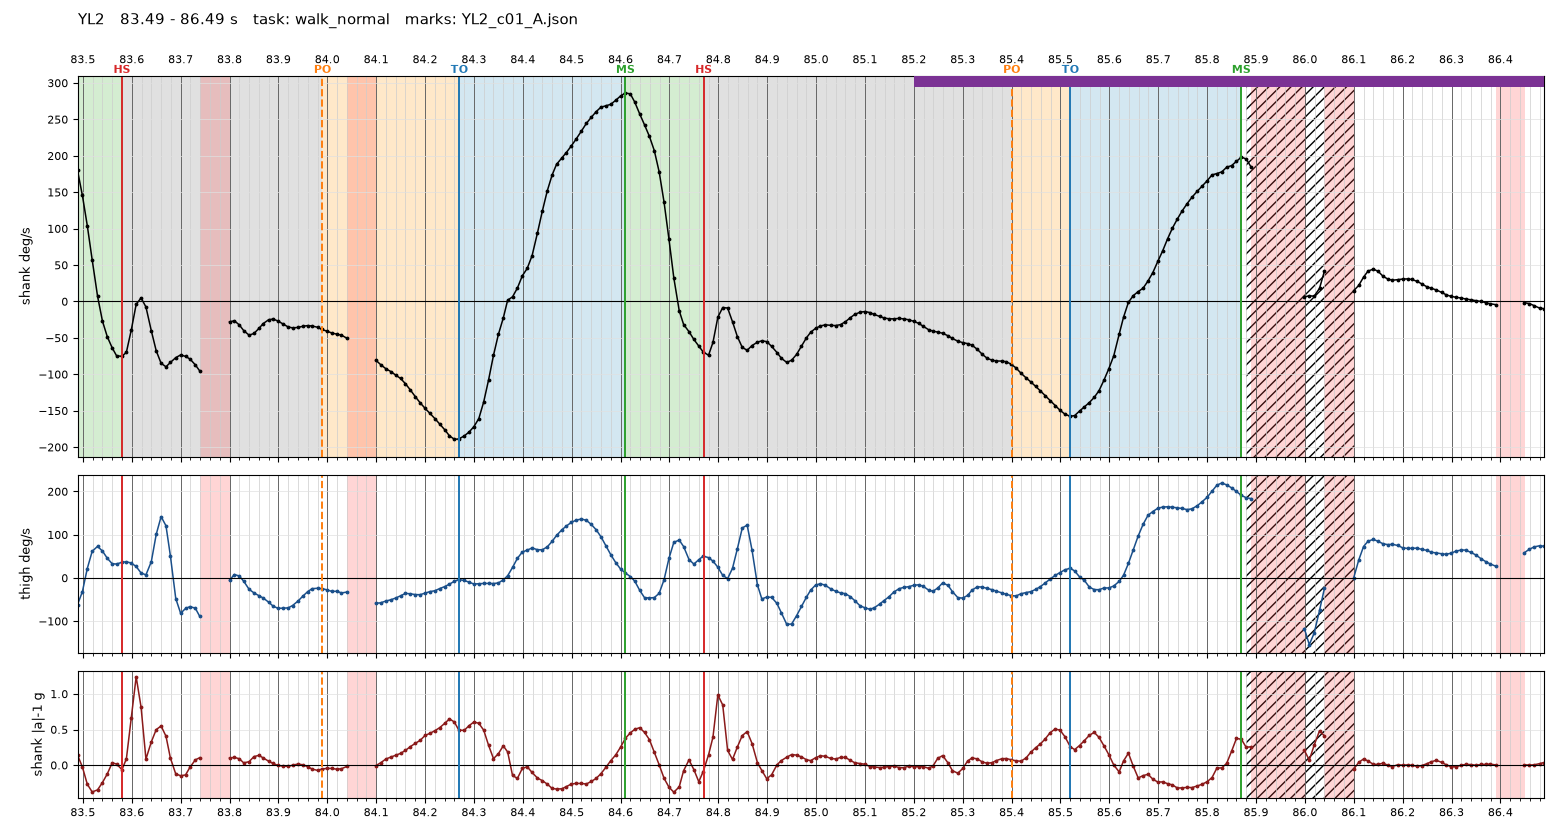 YL2   83.49 - 86.49 s   task: walk_normal   marks: YL2_c01_A.json
83.5 83.6 83.7 83.8 83.9 84.0 84.1 84.2 84.3 84.4 84.5 84.6 84.7 84.8 84.9 85.0 85.1 85.2 85.3 85.4 85.5 85.6 85.7 85.8 85.9 86.0 86.1 86.2 86.3 86.4
HS PO TO MS HS PO TO MS
300
250
200
150
100
50
0
−50
−100
−150
−200
shank deg/s
200
100
0
−100
thigh deg/s
1.0
0.5
0.0
shank |a|-1 g
83.5 83.6 83.7 83.8 83.9 84.0 84.1 84.2 84.3 84.4 84.5 84.6 84.7 84.8 84.9 85.0 85.1 85.2 85.3 85.4 85.5 85.6 85.7 85.8 85.9 86.0 86.1 86.2 86.3 86.4